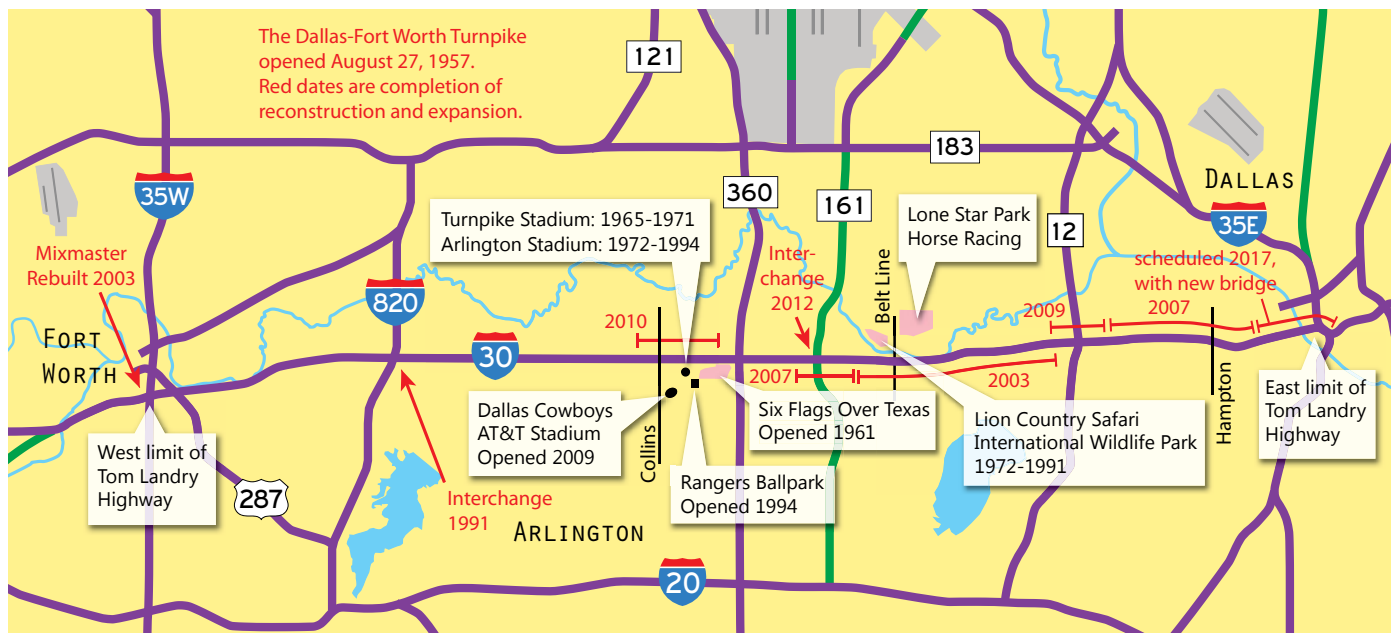 The Dallas-Fort Worth Turnpike
opened August 27, 1957.
Red dates are completion of
reconstruction and expansion.
121
183
35W
360
161
DALLAS
35E
12
Turnpike Stadium: 1965-1971
Arlington Stadium: 1972-1994
Lone Star Park
Horse Racing
Mixmaster
Rebuilt 2003
Inter-
change
2012
Belt Line
scheduled 2017,
with new bridge
820
2010
2009
2007
FORT
WORTH
30
2007
2003
Dallas Cowboys
AT&T Stadium
Opened 2009
Collins
Six Flags Over Texas
Opened 1961
Lion Country Safari
International Wildlife Park
1972-1991
Hampton
East limit of
Tom Landry
Highway
West limit of
Tom Landry
Highway
287
Interchange
1991
Rangers Ballpark
Opened 1994
ARLINGTON
20